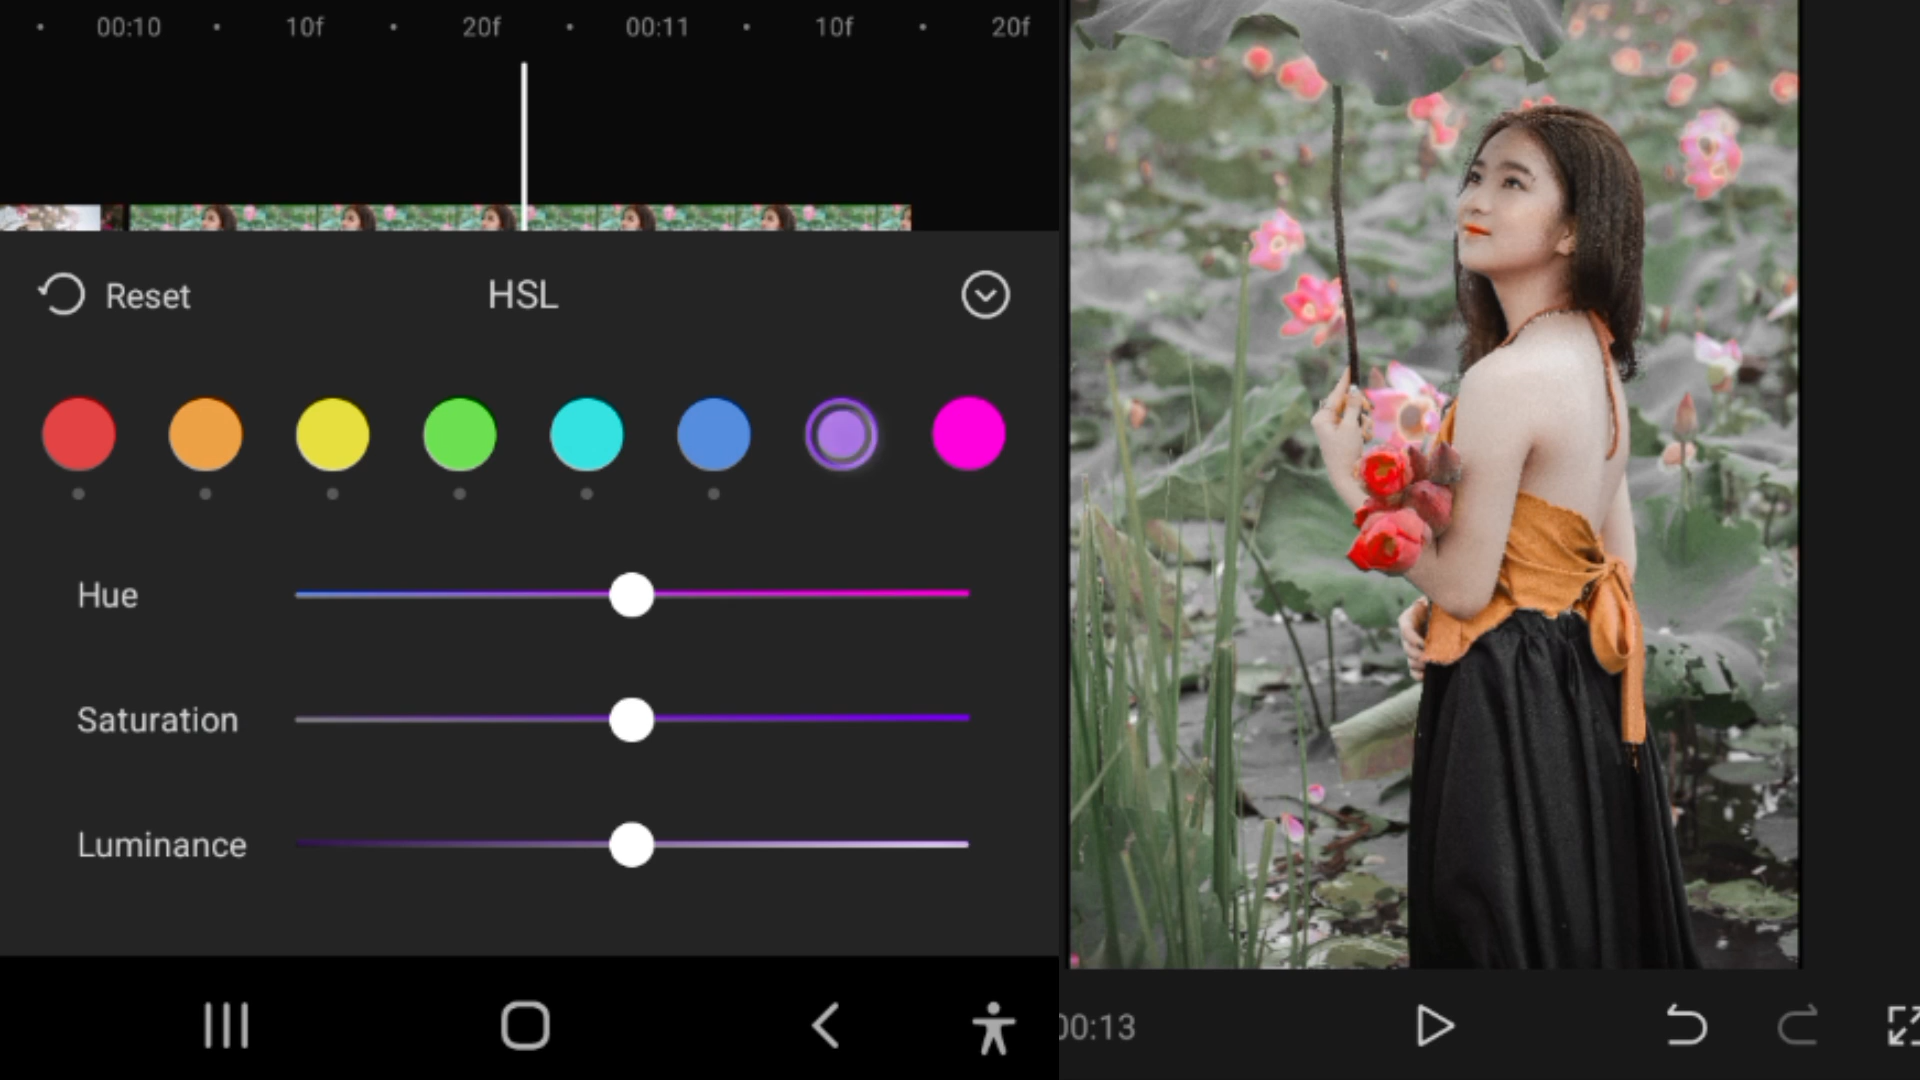 00:10 10f 20f 00:11 10f 20f
Reset HSL
Hue
Saturation
Luminance
00:13